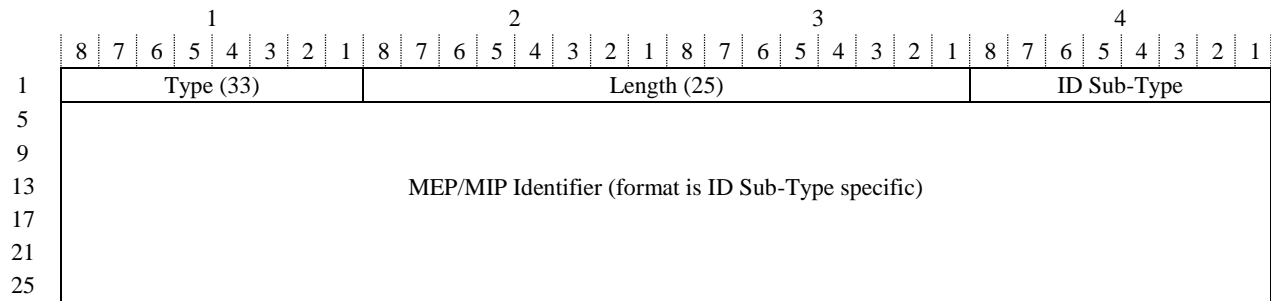 1 2 3 4
8 7 6 5 4 3 2 1 8 7 6 5 4 3 2 1 8 7 6 5 4 3 2 1 8 7 6 5 4 3 2 1
1 Type (33) Length (25) ID Sub-Type
5
9
13 MEP/MIP Identifier (format is ID Sub-Type specific)
17
21
25